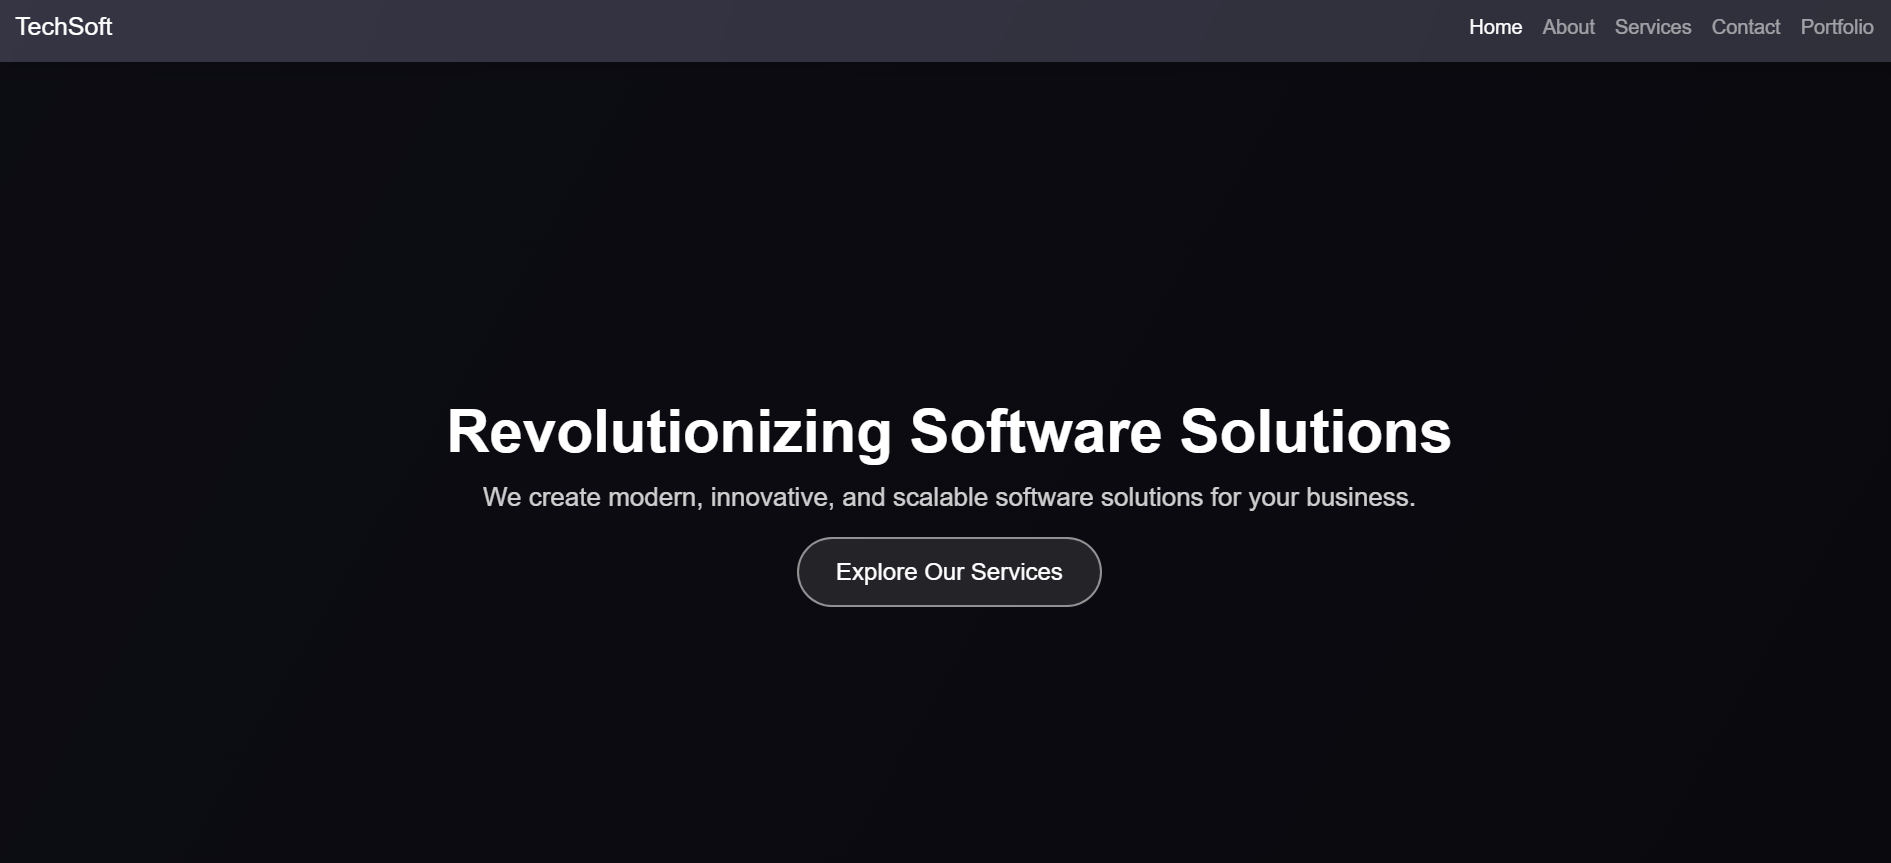 TechSoft
Home About Services Contact Portfolio
Revolutionizing Software Solutions
We create modern, innovative, and scalable software solutions for your business.
Explore Our Services